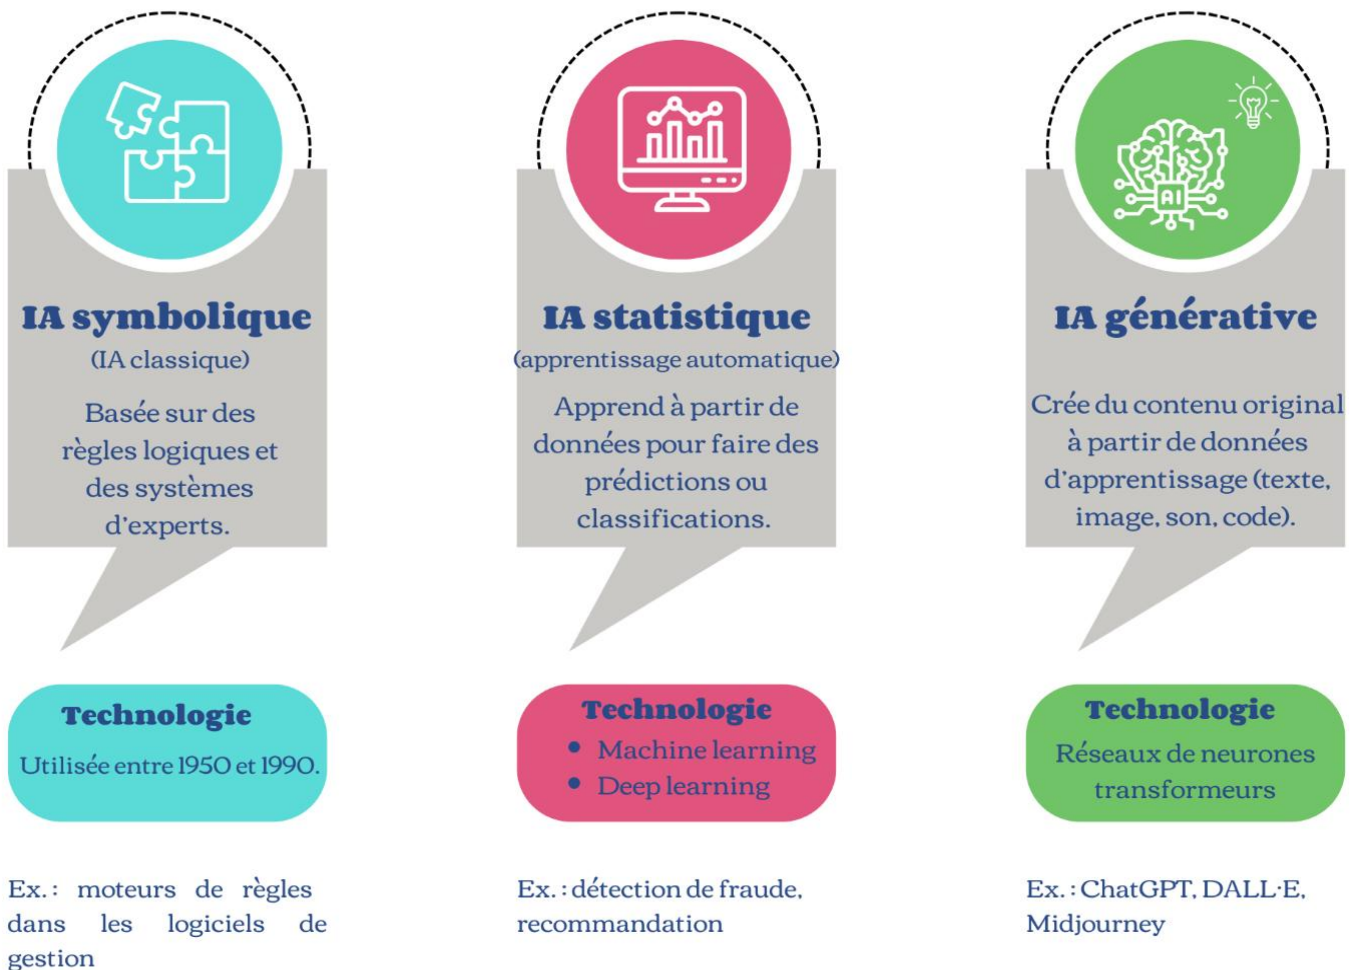 IA symbolique
(IA classique)
Basée sur des
règles logiques et
des systèmes
d'experts.
Technologie
Utilisée entre 1950 et 1990.
Ex. : moteurs de règles
dans les logiciels de
gestion
IA statistique
(apprentissage automatique)
Apprend à partir de
données pour faire des
prédictions ou
classifications.
Technologie
• Machine learning
• Deep learning
Ex. : détection de fraude,
recommandation
AI
IA générative
Crée du contenu original
à partir de données
d'apprentissage (texte,
image, son, code).
Technologie
Réseaux de neurones
transformeurs
Ex. : ChatGPT, DALL·E,
Midjourney